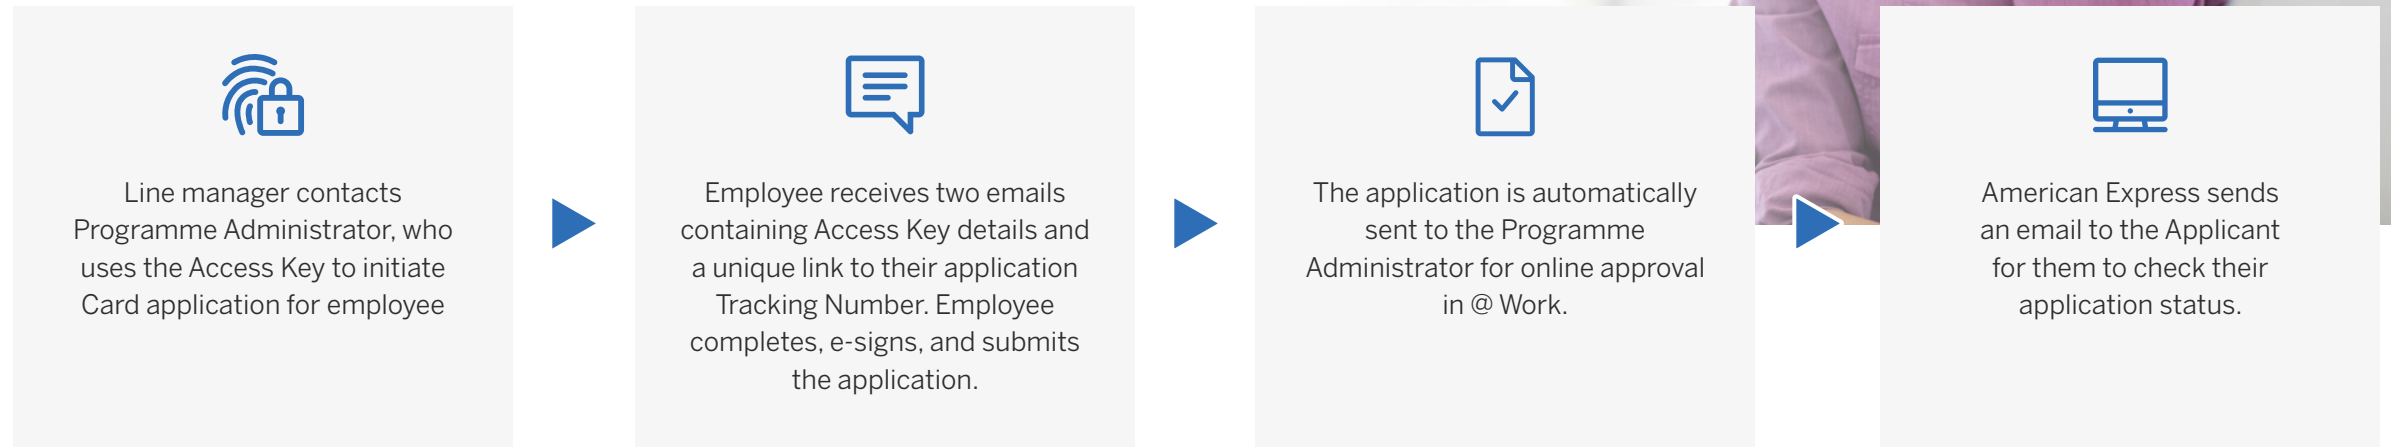 Line manager contacts
Programme Administrator, who
uses the Access Key to initiate
Card application for employee
Employee receives two emails
containing Access Key details and
a unique link to their application
Tracking Number. Employee
completes, e-signs, and submits
the application.
The application is automatically
sent to the Programme
Administrator for online approval
in @ Work.
American Express sends
an email to the Applicant
for them to check their
application status.